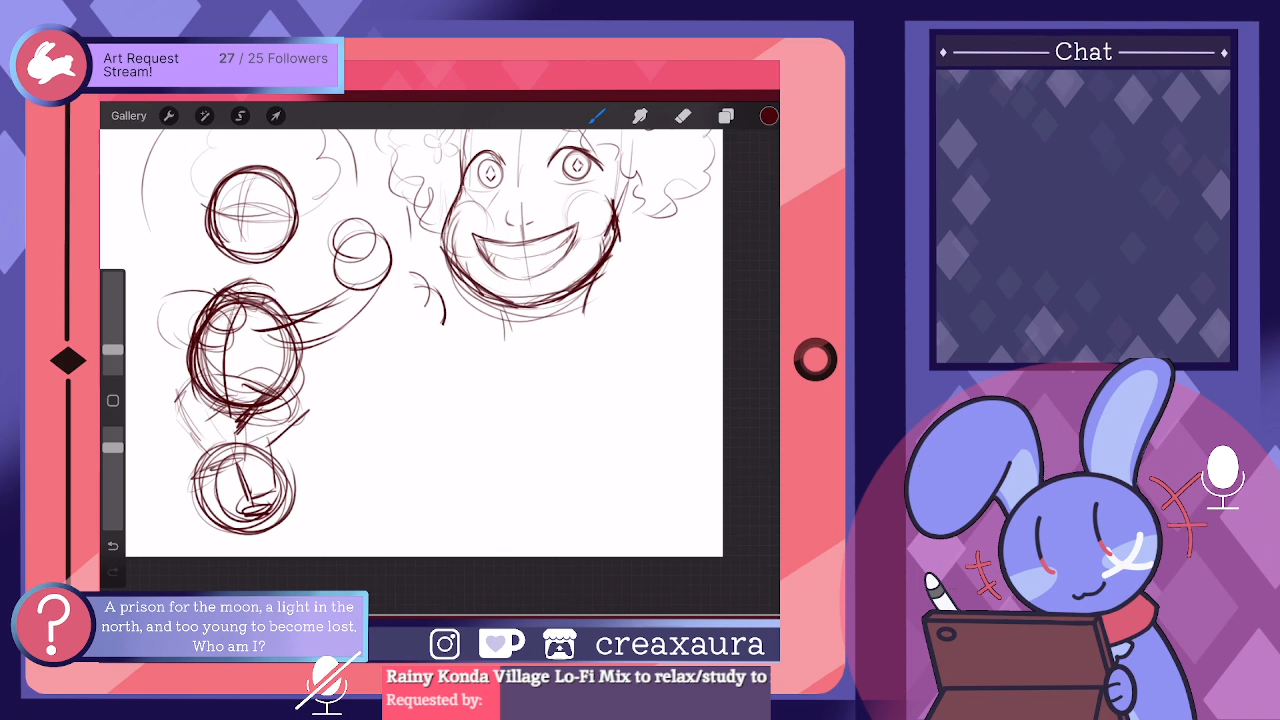 Art Request
Stream!
27 / 25 Followers
Chat
Gallery
A prison for the moon, a light in the
north, and too young to become lost.
Who am I?
creaxaura
Rainy Konda Village Lo-Fi Mix to relax/study to
Requested by: